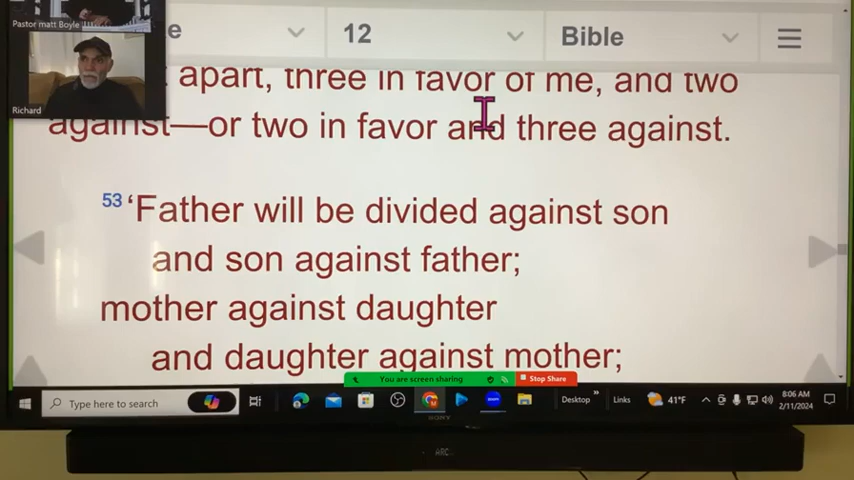 Pastor matt Boyle
Richard
e
12
Bible
apart, three in favor of me, and two
against—or two in favor and three against.
53 ‘Father will be divided against son
and son against father;
mother against daughter
and daughter against mother;
You are screen sharing
Stop Share
Type here to search
Desktop
Links
41°F
8:06 AM
2/11/2024
SONY
ARC